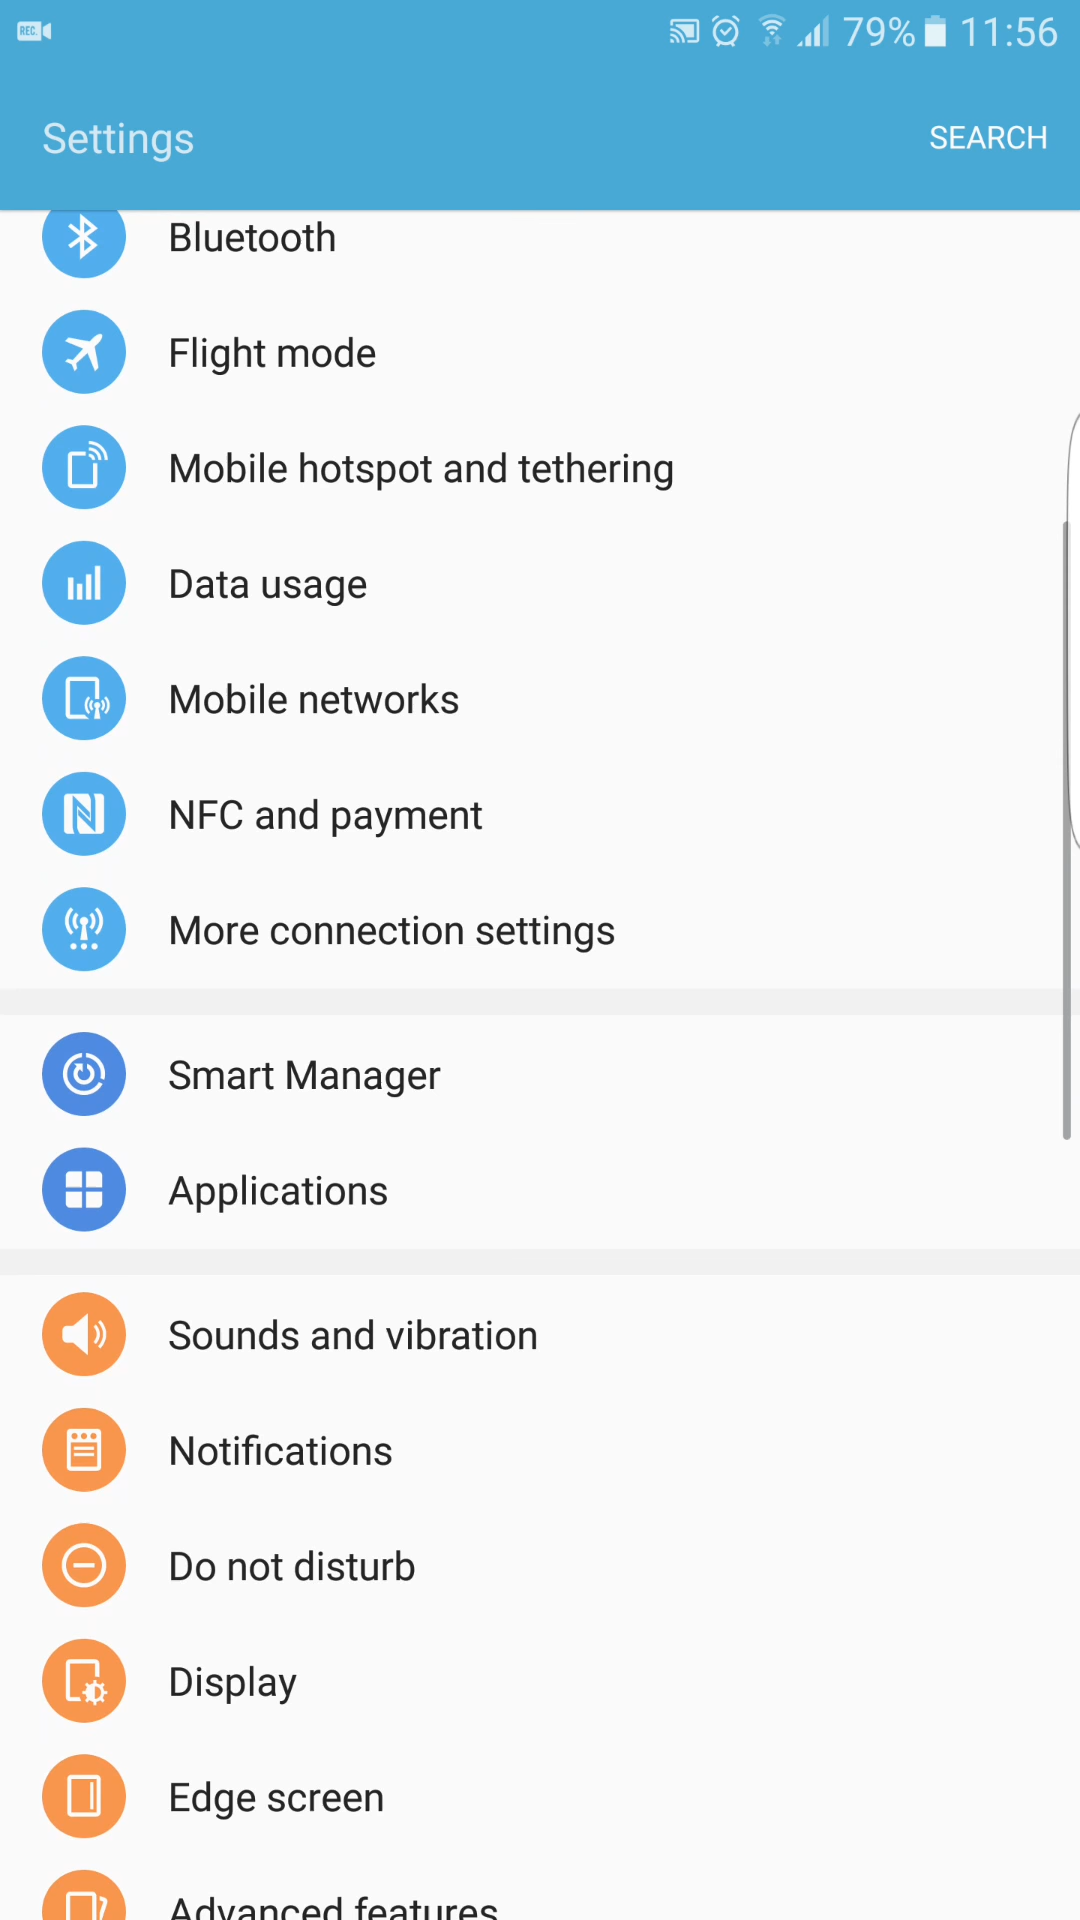 REC.
79% 11:56
Settings
SEARCH
Bluetooth
Flight mode
Mobile hotspot and tethering
Data usage
Mobile networks
NFC and payment
More connection settings
Smart Manager
Applications
Sounds and vibration
Notifications
Do not disturb
Display
Edge screen
Advanced features